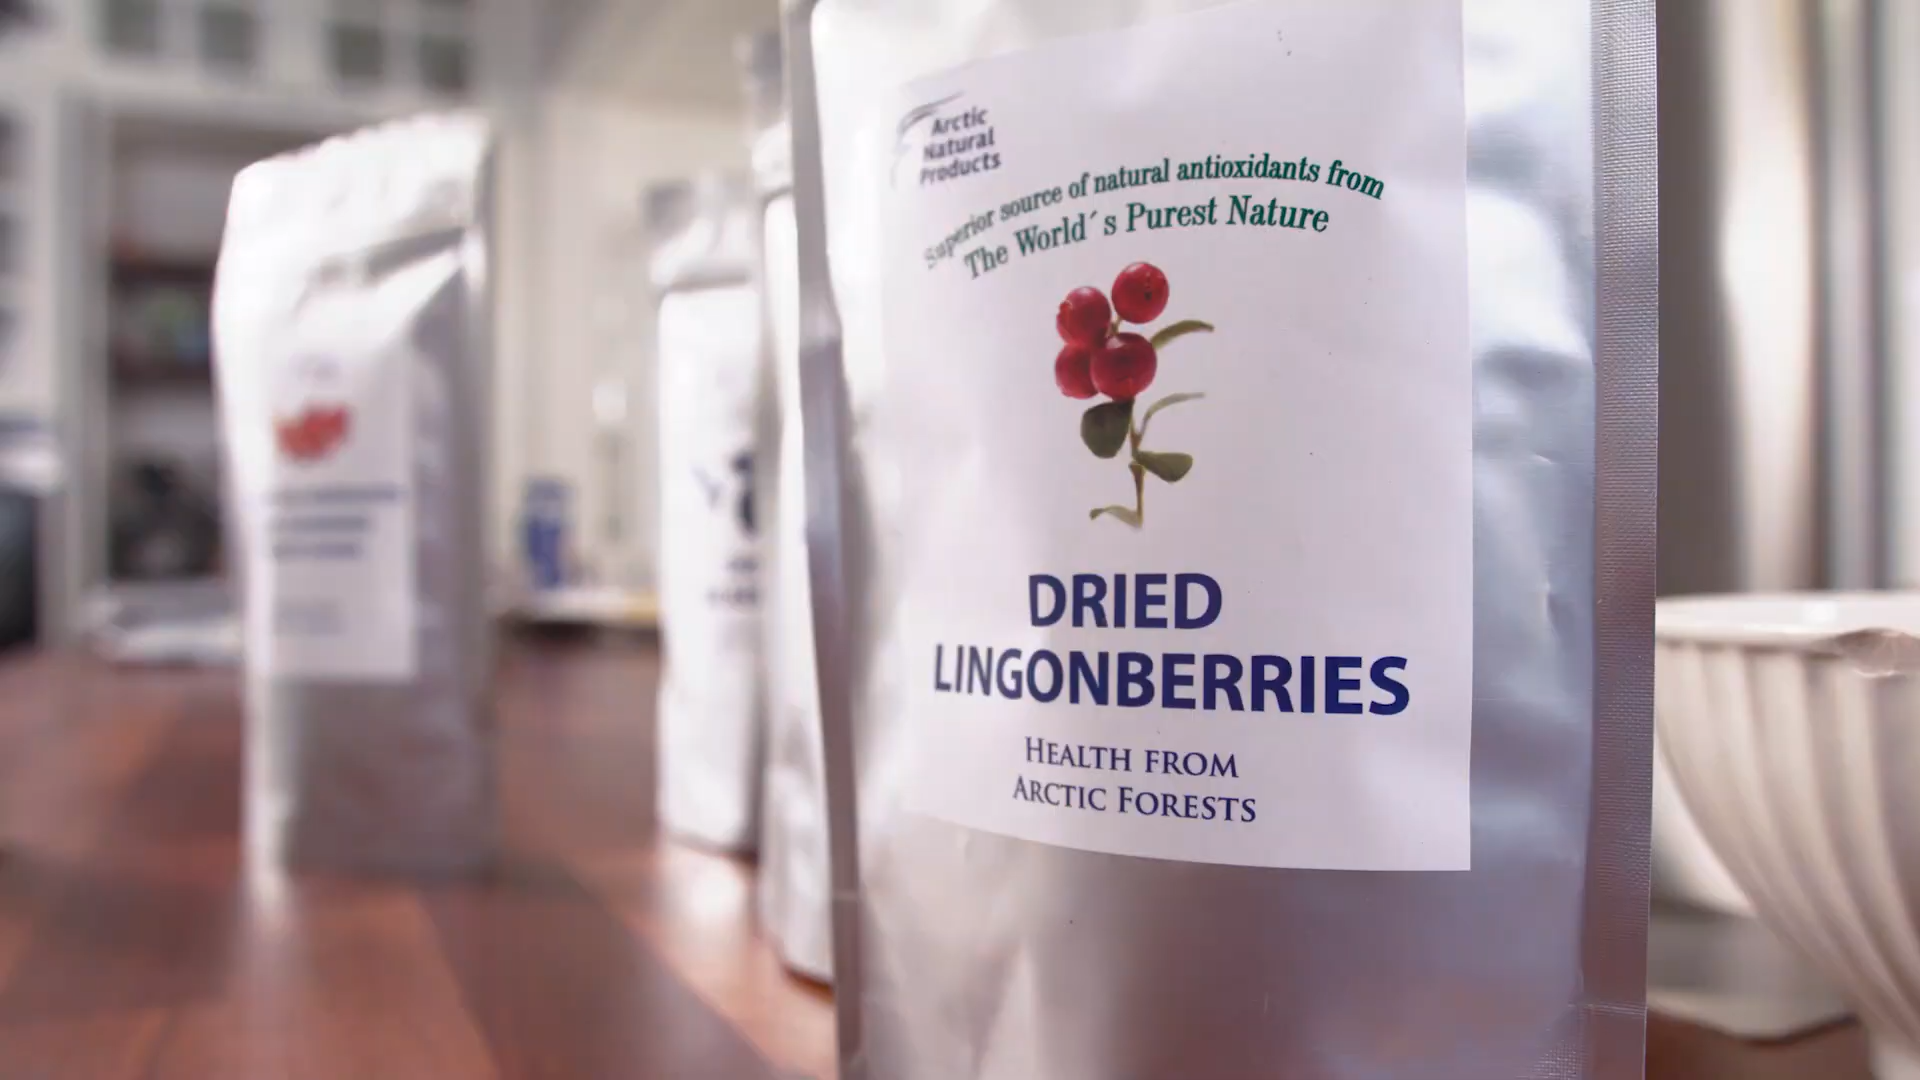 Arctic
Natural
Products
Superior source of natural antioxidants from
The World´s Purest Nature
DRIED
LINGONBERRIES
HEALTH FROM
ARCTIC FORESTS